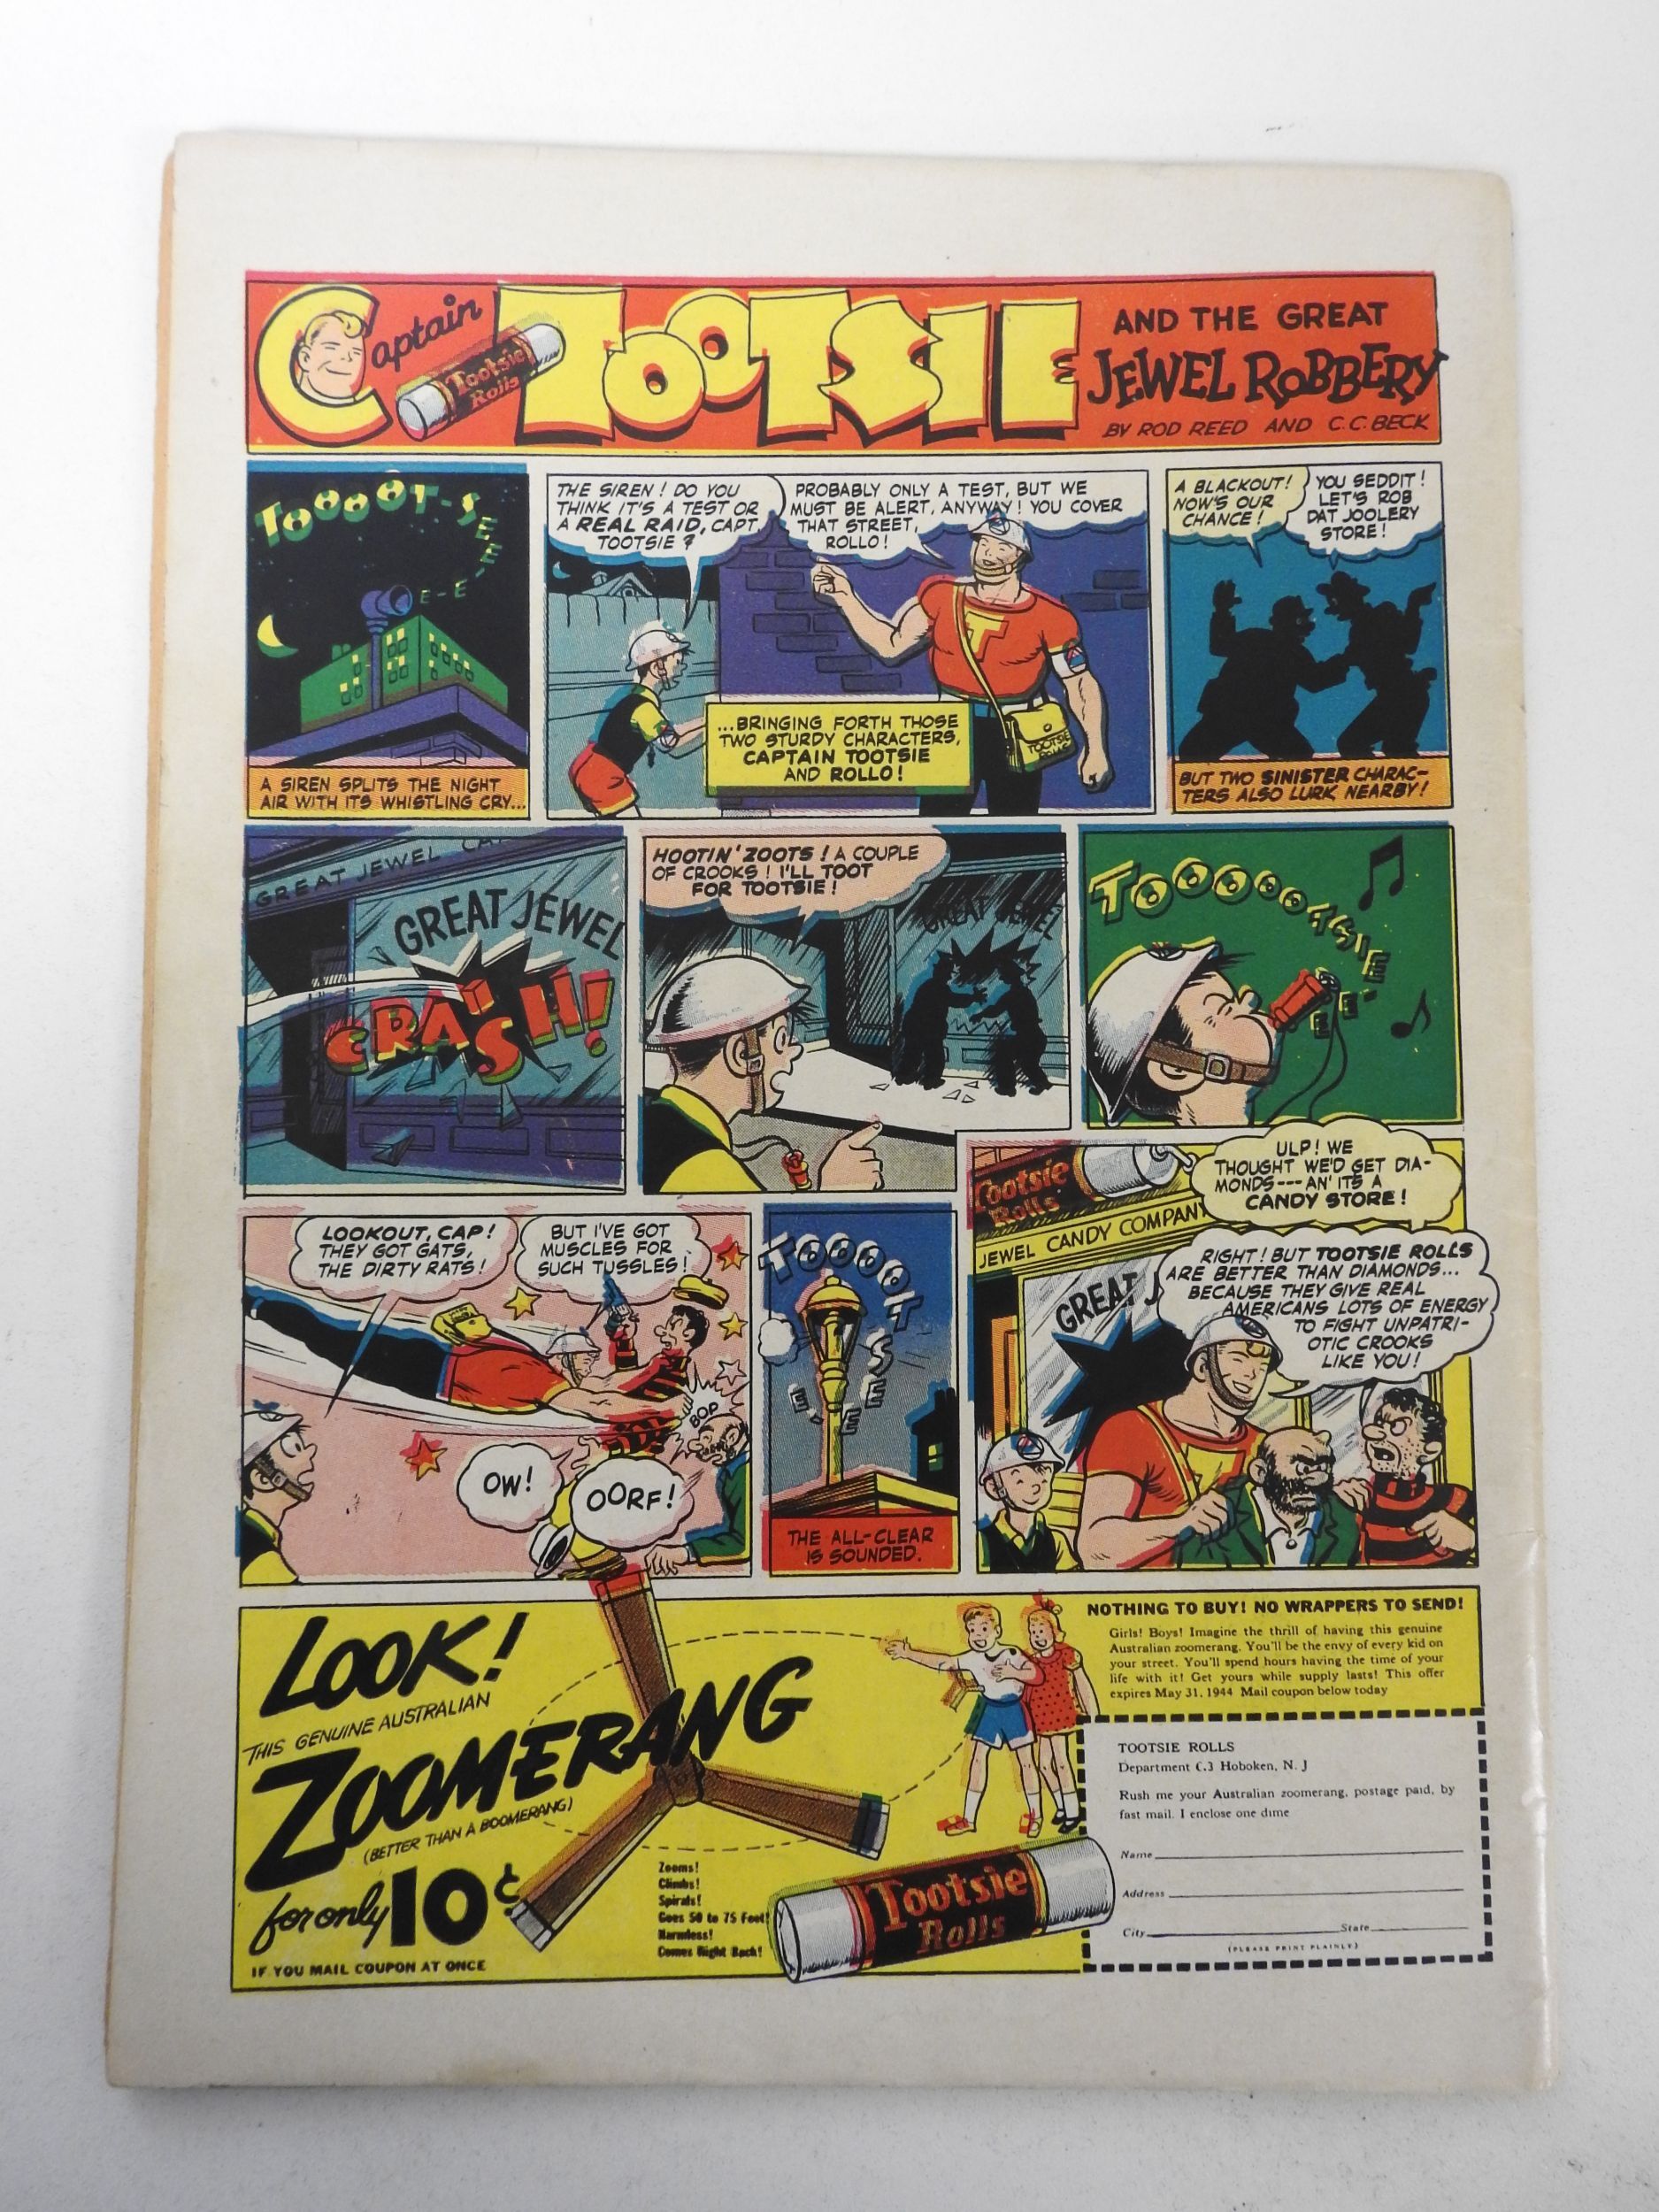 Captain
Tootsie
Rolls
TOOTSIE
AND THE GREAT
JEWEL ROBBERY
BY ROD REED AND C.C. BECK
TOOOOT-SEE-
E-E
A SIREN SPLITS THE NIGHT
AIR WITH ITS WHISTLING CRY...
THE SIREN! DO YOU
THINK IT'S A TEST OR
A REAL RAID, CAPT.
TOOTSIE?
PROBABLY ONLY A TEST, BUT WE
MUST BE ALERT, ANYWAY! YOU COVER
THAT STREET,
ROLLO!
TOOTSIE
ROLLS
...BRINGING FORTH THOSE
TWO STURDY CHARACTERS,
CAPTAIN TOOTSIE
AND ROLLO!
A BLACKOUT!
NOW'S OUR
CHANCE!
YOU SEDDIT!
LET'S ROB
DAT JOOLERY
STORE!
BUT TWO SINISTER CHARAC-
TERS ALSO LURK NEARBY!
GREAT JEWEL
GREAT JEWEL
CRASH!
HOOTIN' ZOOTS! A COUPLE
OF CROOKS! I'LL TOOT
FOR TOOTSIE!
GREAT JEWEL
TOOOOOOTSIE
E E
LOOKOUT, CAP!
THEY GOT GATS,
THE DIRTY RATS!
BUT I'VE GOT
MUSCLES FOR
SUCH TUSSLES!
BOP
OW!
OORF!
TOOOOOT
SEE
E E
THE ALL-CLEAR
IS SOUNDED.
Tootsie
Rolls
JEWEL CANDY COMPANY
GREAT J
ULP! WE
THOUGHT WE'D GET DIA-
MONDS---AN' IT'S A
CANDY STORE!
RIGHT! BUT TOOTSIE ROLLS
ARE BETTER THAN DIAMONDS...
BECAUSE THEY GIVE REAL
AMERICANS LOTS OF ENERGY
TO FIGHT UNPATRI-
OTIC CROOKS
LIKE YOU!
LOOK!
THIS GENUINE AUSTRALIAN
ZOOMERANG
(BETTER THAN A BOOMERANG)
for only 10¢
IF YOU MAIL COUPON AT ONCE
Zooms!
Climbs!
Spirals!
Goes 50 to 75 Feet!
Harmless!
Comes Right Back!
Tootsie
Rolls
NOTHING TO BUY! NO WRAPPERS TO SEND!
Girls! Boys! Imagine the thrill of having this genuine
Australian zoomerang. You'll be the envy of every kid on
your street. You'll spend hours having the time of your
life with it! Get yours while supply lasts! This offer
expires May 31, 1944 Mail coupon below today
TOOTSIE ROLLS
Department C.3 Hoboken, N. J
Rush me your Australian zoomerang, postage paid, by
fast mail. I enclose one dime
Name
Address
City State
(PLEASE PRINT PLAINLY)